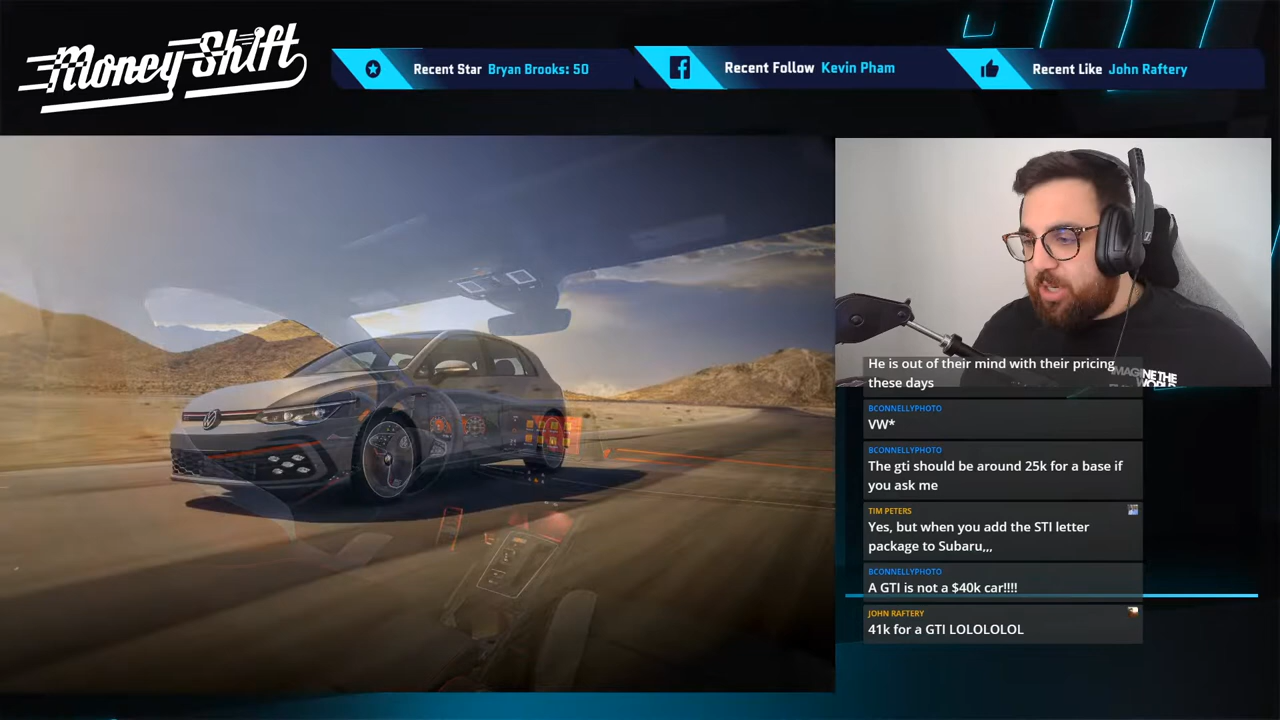 Money Shift
Recent Star Bryan Brooks: 50
Recent Follow Kevin Pham
Recent Like John Raftery
He is out of their mind with their pricing
these days
BCONNELLYPHOTO
VW*
BCONNELLYPHOTO
The gti should be around 25k for a base if
you ask me
TIM PETERS
Yes, but when you add the STI letter
package to Subaru,,,
BCONNELLYPHOTO
A GTI is not a $40k car!!!!
JOHN RAFTERY
41k for a GTI LOLOLOLOL
IMAGINE THE